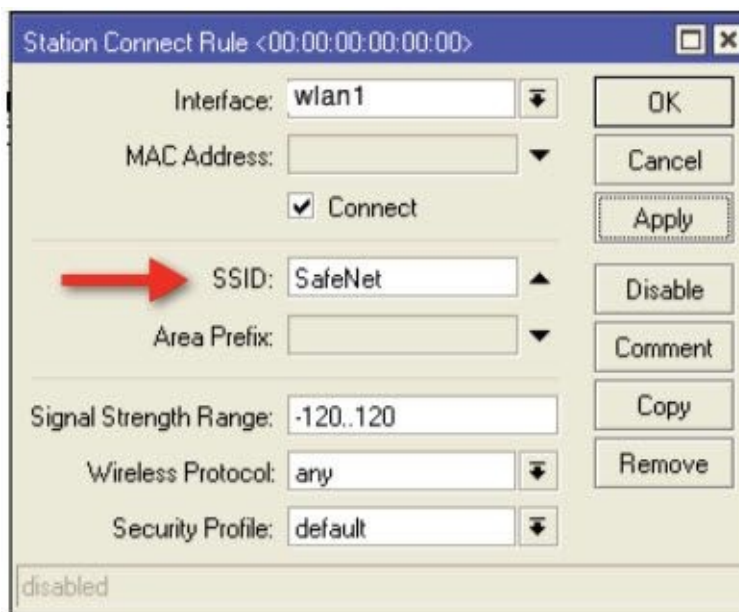 Station Connect Rule <00:00:00:00:00:00>
Interface: wlan1
OK
MAC Address:
Cancel
Connect
Apply
SSID: SafeNet
Disable
Area Prefix:
Comment
Signal Strength Range: -120..120
Copy
Wireless Protocol: any
Remove
Security Profile: default
disabled